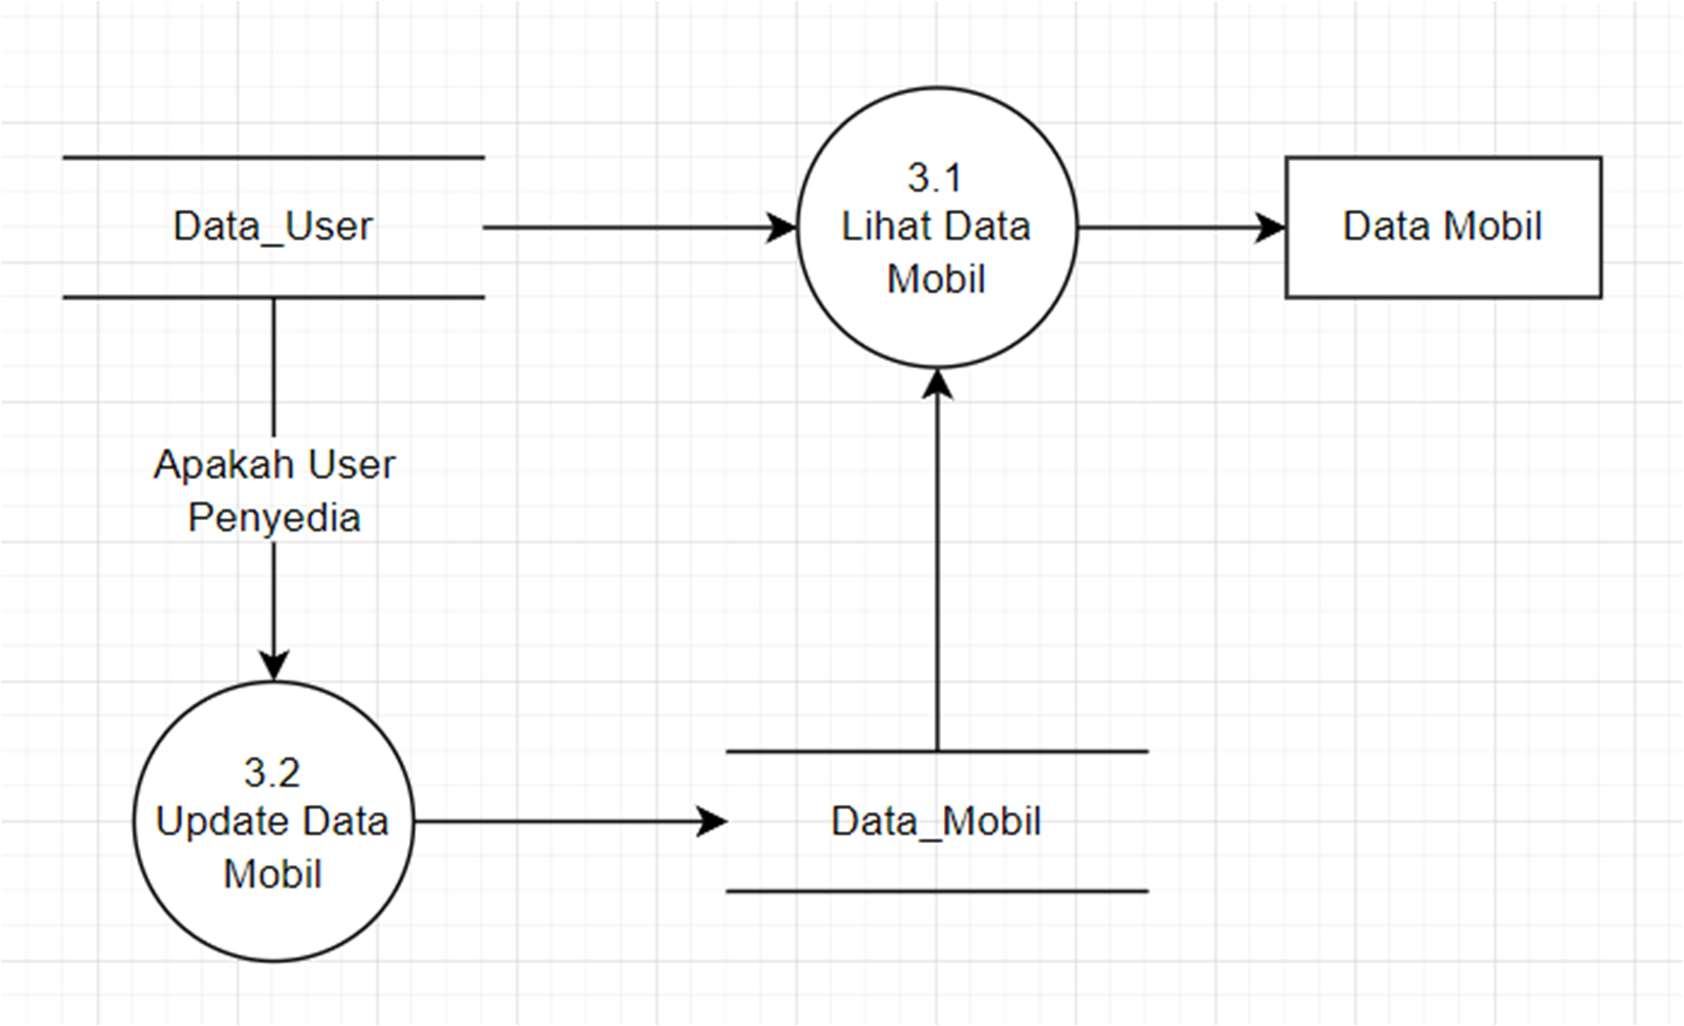 Data_User
3.1
Lihat Data
Mobil
Data Mobil
Apakah User
Penyedia
3.2
Update Data
Mobil
Data_Mobil